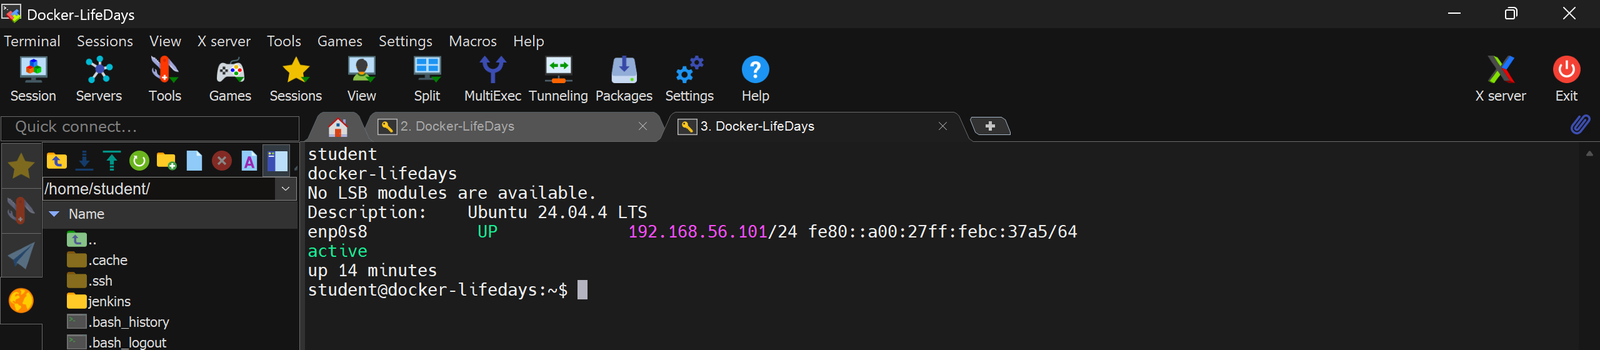 Docker-LifeDays
Terminal Sessions View X server Tools Games Settings Macros Help
Session Servers Tools Games Sessions View Split MultiExec Tunneling Packages Settings Help X server Exit
Quick connect...
2. Docker-LifeDays
3. Docker-LifeDays
/home/student/
Name
..
.cache
.ssh
jenkins
.bash_history
.bash_logout
student
docker-lifedays
No LSB modules are available.
Description: Ubuntu 24.04.4 LTS
enp0s8 UP 192.168.56.101/24 fe80::a00:27ff:febc:37a5/64
active
up 14 minutes
student@docker-lifedays:~$